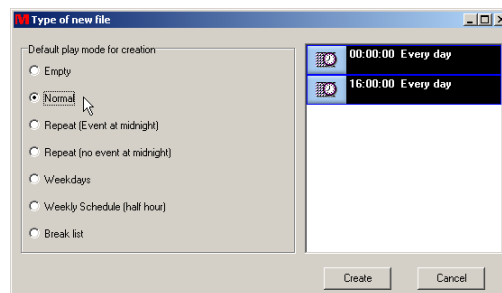 Type of new file
Default play mode for creation
Empty
Normal
Repeat (Event at midnight)
Repeat (no event at midnight)
Weekdays
Weekly Schedule (half hour)
Break list
00:00:00 Every day
16:00:00 Every day
Create
Cancel